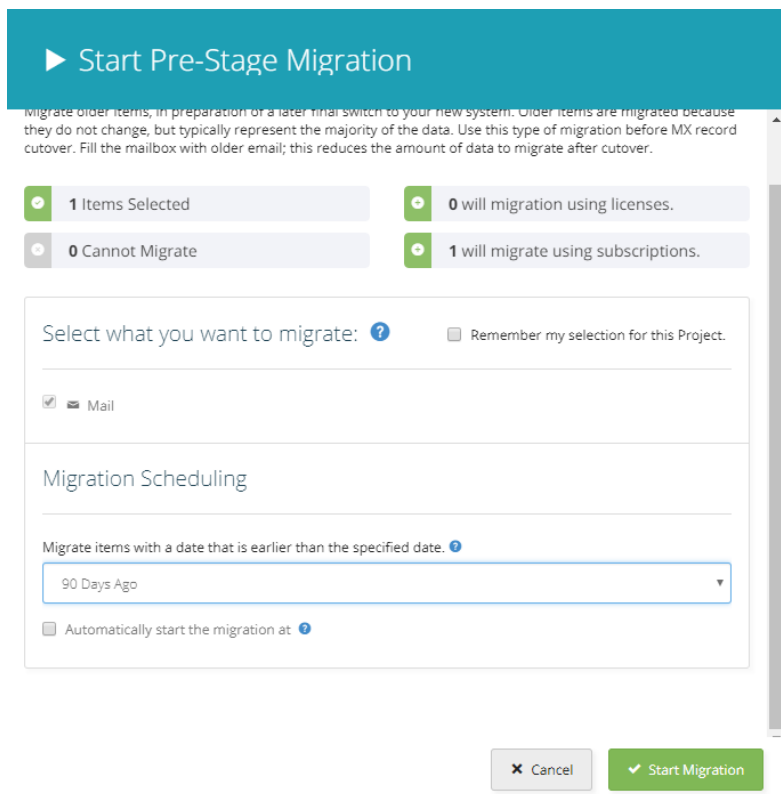 Start Pre-Stage Migration
Migrate older items, in preparation of a later final switch to your new system. Older items are migrated because
they do not change, but typically represent the majority of the data. Use this type of migration before MX record
cutover. Fill the mailbox with older email; this reduces the amount of data to migrate after cutover.
1 Items Selected
0 will migration using licenses.
0 Cannot Migrate
1 will migrate using subscriptions.
Select what you want to migrate: ?
Remember my selection for this Project.
Mail
Migration Scheduling
Migrate items with a date that is earlier than the specified date. ?
90 Days Ago
Automatically start the migration at ?
Cancel
Start Migration